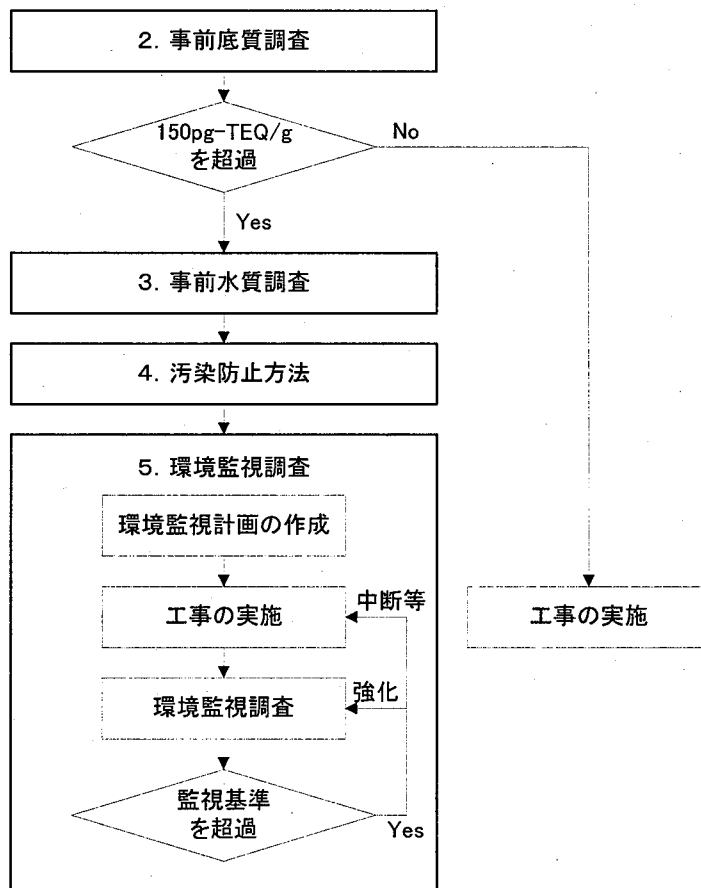 2. 事前底質調査
150pg-TEQ/g
を超過
No
Yes
3. 事前水質調査
4. 汚染防止方法
5. 環境監視調査
環境監視計画の作成
工事の実施
中断等
工事の実施
環境監視調査
強化
監視基準
を超過
Yes